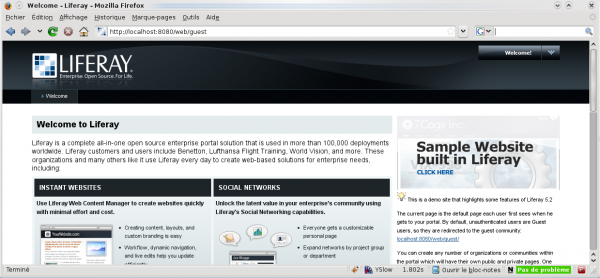 Welcome - Liferay - Mozilla Firefox
Fichier Édition Affichage Historique Marque-pages Outils Aide
http://localhost:8080/web/guest
LIFERAY.
Enterprise. Open Source. For Life.
Welcome!
Welcome
Welcome to Liferay
Liferay is a complete all-in-one open source enterprise portal solution that is used in more than 100,000 deployments
worldwide. Liferay customers and users include Benetton, Lufthansa Flight Training, World Vision, and more. These
organizations and many others like it use Liferay every day to create web-based solutions for enterprise needs,
including:
INSTANT WEBSITES
Use Liferay Web Content Manager to create websites
quickly with minimal effort and cost.
Creating content, layouts, and
custom branding is easy
Workflow, dynamic navigation,
and live edits help you update
SOCIAL NETWORKS
Unlock the latent value in your enterprise's community using
Liferay's Social Networking capabilities.
Everyone gets a customizable
personal page
Expand networks by project group
or department
7Cogs, Inc.
Sample Website
built in Liferay
CLICK HERE
This is a demo site that highlights some features of Liferay 5.2
The current page is the default page each user first sees when he
gets to your portal. By default, unauthenticated users are Guest
users, so they are redirected to the guest community:
localhost:8080/web/guest/
You can enter any number of organizations or communities within
the portal which will have their own public and private pages. One
Terminé
YSlow
1.802s
Ouvrir le bloc-notes
Pas de problème